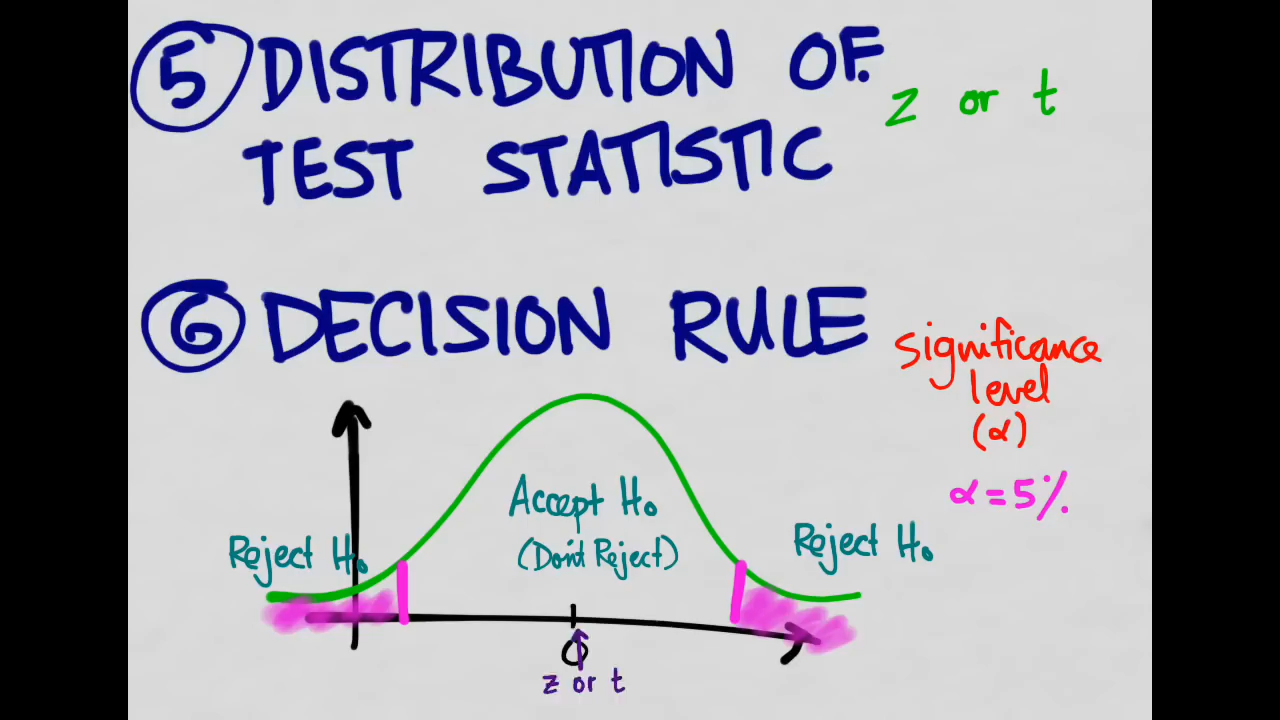 5 DISTRIBUTION OF
TEST STATISTIC
z or t
6 DECISION RULE
Significance
level
(α)
α = 5%
Reject H₀
Accept H₀
(Don't Reject)
Reject H₀
0
z or t